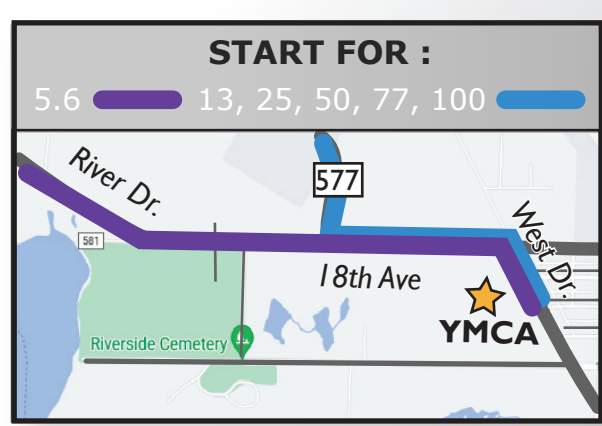 START FOR :
5.6 13, 25, 50, 77, 100
River Dr.
577
West Dr.
581
18th Ave
YMCA
Riverside Cemetery